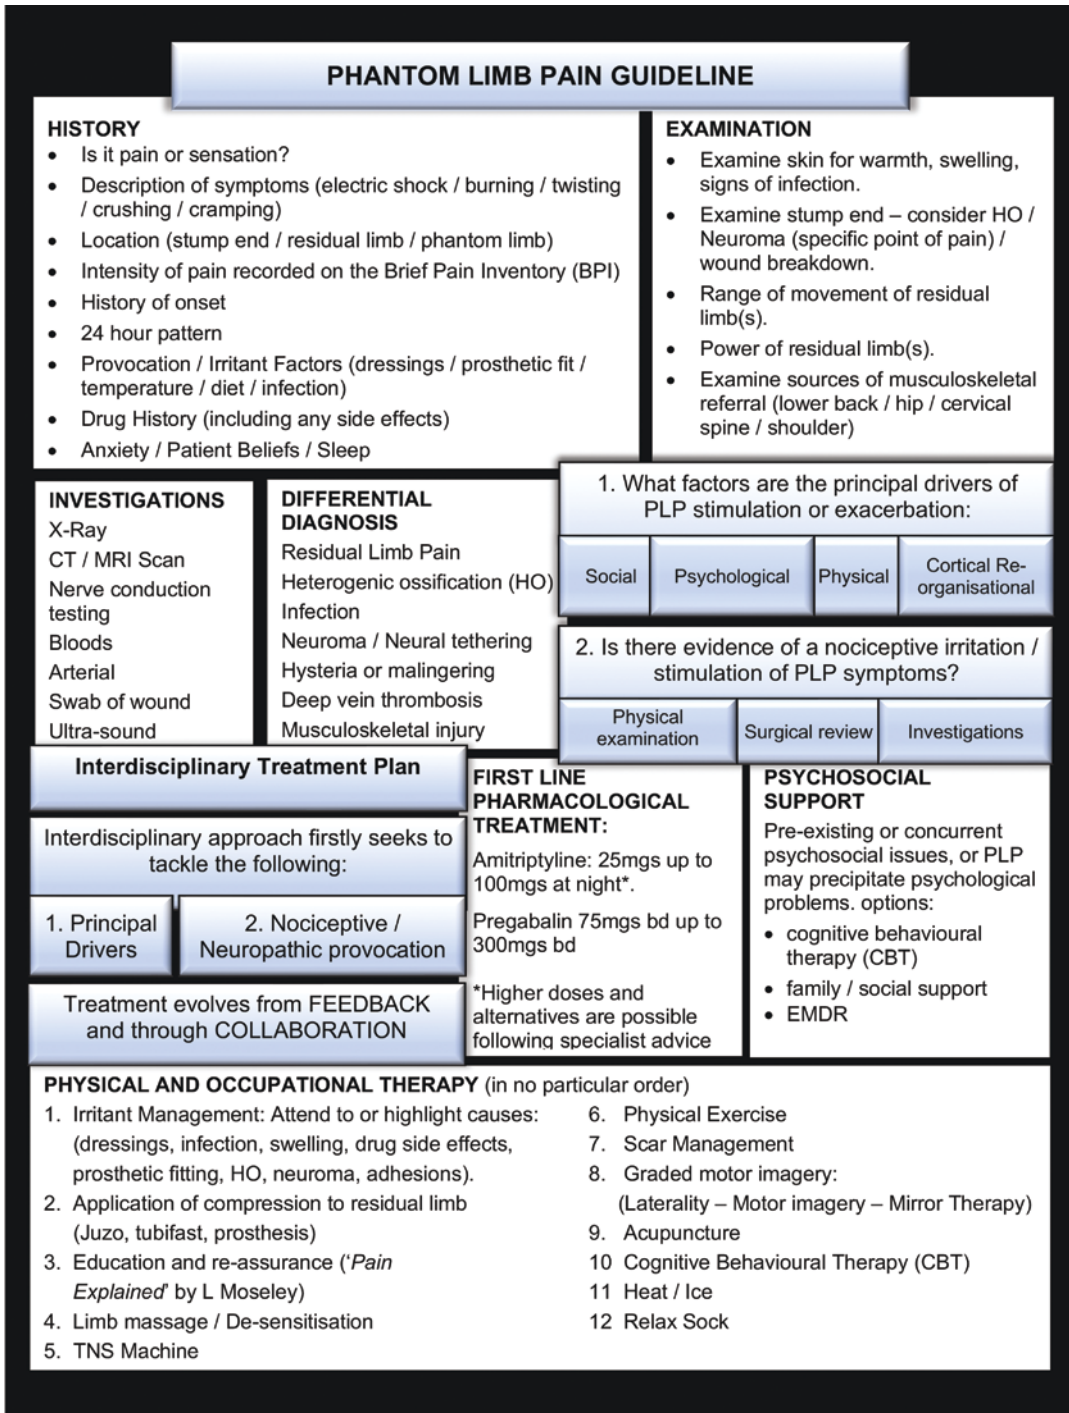 PHANTOM LIMB PAIN GUIDELINE
HISTORY
• Is it pain or sensation?
• Description of symptoms (electric shock / burning / twisting
/ crushing / cramping)
• Location (stump end / residual limb / phantom limb)
• Intensity of pain recorded on the Brief Pain Inventory (BPI)
• History of onset
• 24 hour pattern
• Provocation / Irritant Factors (dressings / prosthetic fit /
temperature / diet / infection)
• Drug History (including any side effects)
• Anxiety / Patient Beliefs / Sleep
EXAMINATION
• Examine skin for warmth, swelling,
signs of infection.
• Examine stump end – consider HO /
Neuroma (specific point of pain) /
wound breakdown.
• Range of movement of residual
limb(s).
• Power of residual limb(s).
• Examine sources of musculoskeletal
referral (lower back / hip / cervical
spine / shoulder)
INVESTIGATIONS
X-Ray
CT / MRI Scan
Nerve conduction
testing
Bloods
Arterial
Swab of wound
Ultra-sound
DIFFERENTIAL
DIAGNOSIS
Residual Limb Pain
Heterogenic ossification (HO)
Infection
Neuroma / Neural tethering
Hysteria or malingering
Deep vein thrombosis
Musculoskeletal injury
1. What factors are the principal drivers of
PLP stimulation or exacerbation:
Social
Psychological
Physical
Cortical Re-
organisational
2. Is there evidence of a nociceptive irritation /
stimulation of PLP symptoms?
Physical
examination
Surgical review
Investigations
Interdisciplinary Treatment Plan
Interdisciplinary approach firstly seeks to
tackle the following:
1. Principal
Drivers
2. Nociceptive /
Neuropathic provocation
Treatment evolves from FEEDBACK
and through COLLABORATION
FIRST LINE
PHARMACOLOGICAL
TREATMENT:
Amitriptyline: 25mgs up to
100mgs at night*.
Pregabalin 75mgs bd up to
300mgs bd
*Higher doses and
alternatives are possible
following specialist advice
PSYCHOSOCIAL
SUPPORT
Pre-existing or concurrent
psychosocial issues, or PLP
may precipitate psychological
problems. options:
• cognitive behavioural
therapy (CBT)
• family / social support
• EMDR
PHYSICAL AND OCCUPATIONAL THERAPY (in no particular order)
1. Irritant Management: Attend to or highlight causes:
(dressings, infection, swelling, drug side effects,
prosthetic fitting, HO, neuroma, adhesions).
2. Application of compression to residual limb
(Juzo, tubifast, prosthesis)
3. Education and re-assurance (‘Pain
Explained’ by L Moseley)
4. Limb massage / De-sensitisation
5. TNS Machine
6. Physical Exercise
7. Scar Management
8. Graded motor imagery:
(Laterality – Motor imagery – Mirror Therapy)
9. Acupuncture
10 Cognitive Behavioural Therapy (CBT)
11 Heat / Ice
12 Relax Sock